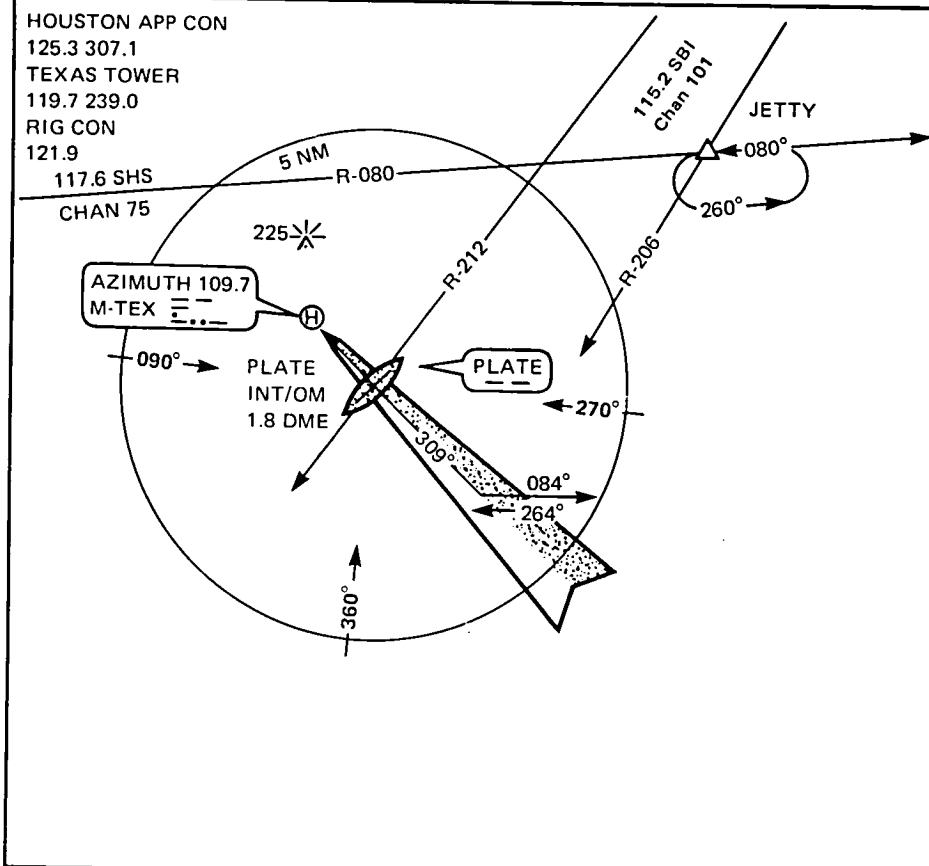 HOUSTON APP CON
125.3 307.1
TEXAS TOWER
119.7 239.0
RIG CON
121.9
117.6 SHS
CHAN 75
5 NM
R-080
115.2 SBI
Chan 101
JETTY
080°
260°
R-206
R-212
225
AZIMUTH 109.7
M-TEX
H
090°
PLATE
INT/OM
1.8 DME
PLATE
270°
309°
084°
264°
360°